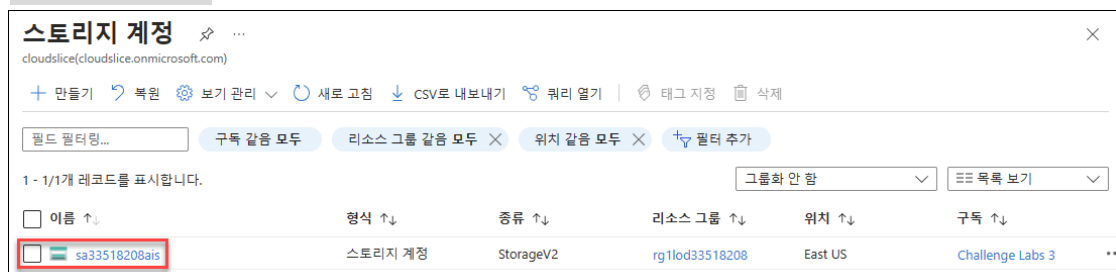 스토리지 계정
cloudslice(cloudslice.onmicrosoft.com)
만들기 복원 보기 관리 새로 고침 CSV로 내보내기 쿼리 열기 태그 지정 삭제
필드 필터링... 구독 같음 모두 리소스 그룹 같음 모두 위치 같음 모두 필터 추가
1 - 1/1개 레코드를 표시합니다. 그룹화 안 함 목록 보기
이름 ↑↓ 형식 ↑↓ 종류 ↑↓ 리소스 그룹 ↑↓ 위치 ↑↓ 구독 ↑↓
sa33518208ais 스토리지 계정 StorageV2 rg1lod33518208 East US Challenge Labs 3